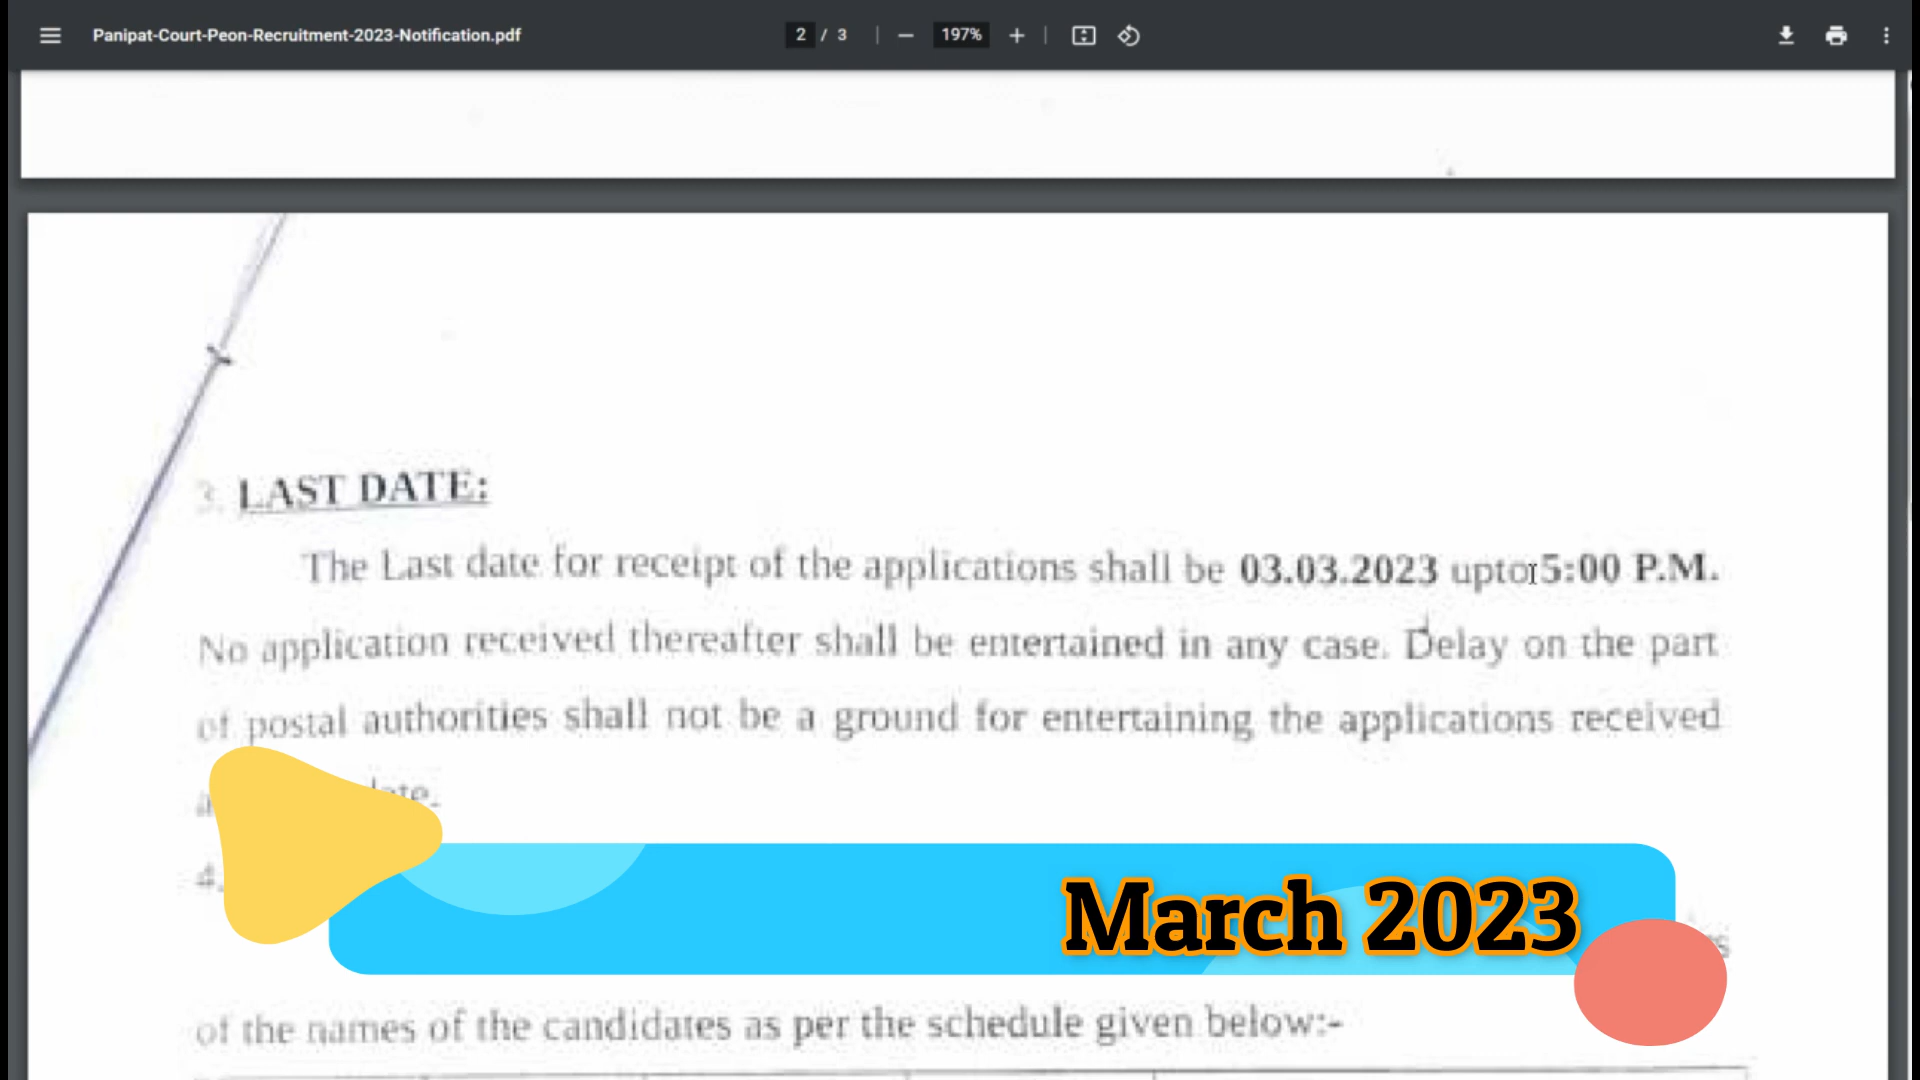 Panipat-Court-Peon-Recruitment-2023-Notification.pdf
2 / 3
197%
3. LAST DATE:
The Last date for receipt of the applications shall be 03.03.2023 upto 5:00 P.M.
No application received thereafter shall be entertained in any case. Delay on the part
of postal authorities shall not be a ground for entertaining the applications received
4.
March 2023
of the names of the candidates as per the schedule given below:-